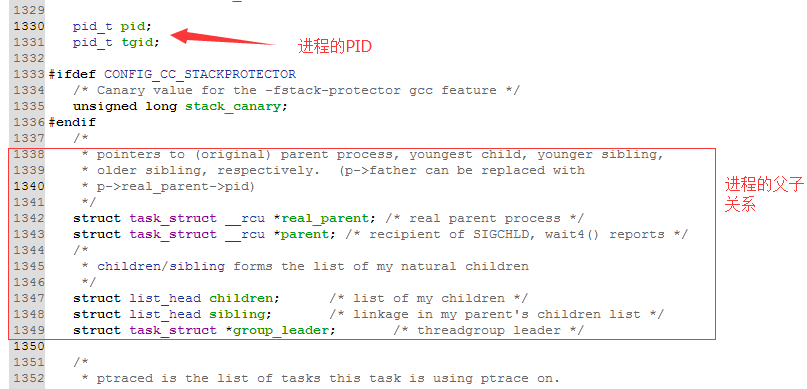 1329
1330 pid_t pid;
1331 pid_t tgid;
进程的PID
1332
1333 #ifdef CONFIG_CC_STACKPROTECTOR
1334 /* Canary value for the -fstack-protector gcc feature */
1335 unsigned long stack_canary;
1336 #endif
1337 /*
1338 * pointers to (original) parent process, youngest child, younger sibling,
1339 * older sibling, respectively. (p->father can be replaced with
1340 * p->real_parent->pid)
1341 */
1342 struct task_struct __rcu *real_parent; /* real parent process */
1343 struct task_struct __rcu *parent; /* recipient of SIGCHLD, wait4() reports */
1344 /*
1345 * children/sibling forms the list of my natural children
1346 */
1347 struct list_head children; /* list of my children */
1348 struct list_head sibling; /* linkage in my parent's children list */
1349 struct task_struct *group_leader; /* threadgroup leader */
进程的父子
关系
1350
1351 /*
1352 * ptraced is the list of tasks this task is using ptrace on.